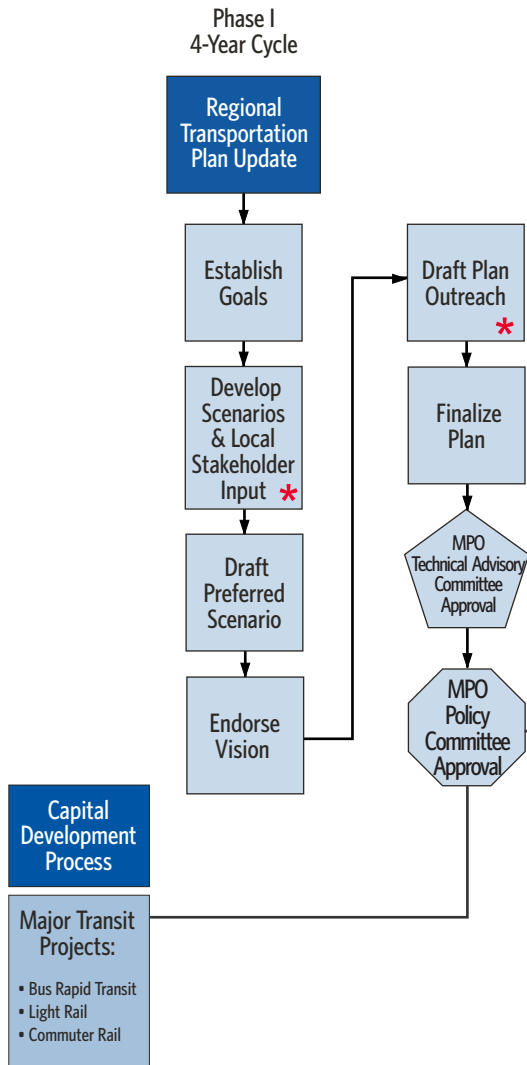 Phase I
4-Year Cycle
Regional
Transportation
Plan Update
Establish
Goals
Develop
Scenarios
& Local
Stakeholder
Input *
Draft
Preferred
Scenario
Endorse
Vision
Draft Plan
Outreach
*
Finalize
Plan
MPO
Technical Advisory
Committee
Approval
MPO
Policy
Committee
Approval
Capital
Development
Process
Major Transit
Projects:
• Bus Rapid Transit
• Light Rail
• Commuter Rail